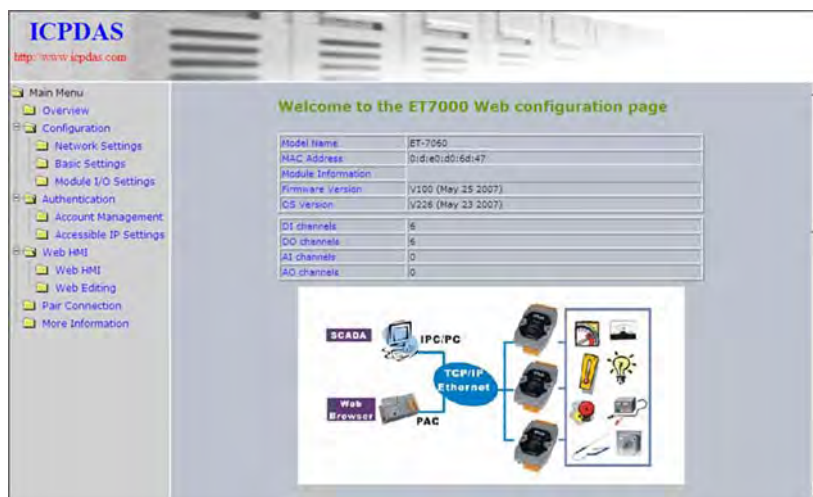 ICPDAS
http://www.icpdas.com
Main Menu
Overview
Configuration
Network Settings
Basic Settings
Module I/O Settings
Authentication
Account Management
Accessible IP Settings
Web HMI
Web HMI
Web Editing
Pair Connection
More Information
Welcome to the ET7000 Web configuration page
Model Name ET-7060
MAC Address 0:d:e0:d0:6d:47
Module Information
Firmware Version V100 (May 25 2007)
OS Version V226 (May 23 2007)
DI channels 6
DO channels 6
AI channels 0
AO channels 0
SCADA
IPC/PC
TCP/IP
Ethernet
Web
Browser
PAC